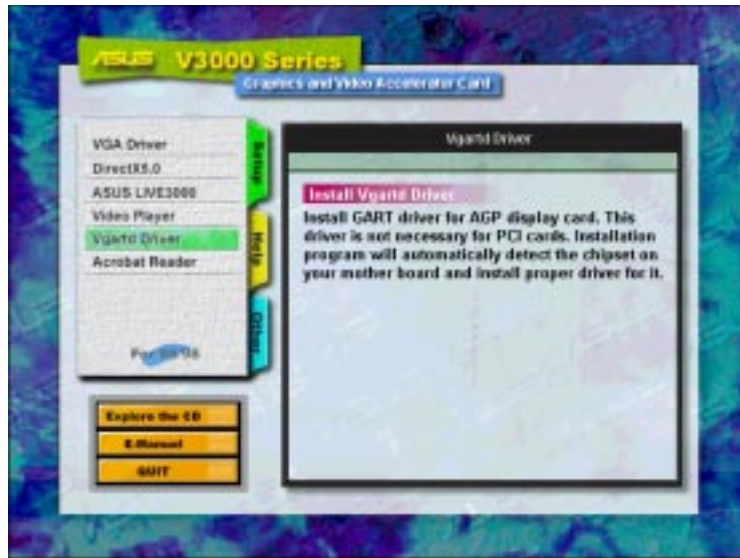 ASUS V3000 Series
Graphics and Video Accelerator Card
VGA Driver
DirectX5.0
ASUS LIVE3000
Video Player
Vgartd Driver
Acrobat Reader
Setup
Help
Other
For 98
Explore the CD
E-Manual
QUIT
Vgartd Driver
Install Vgartd Driver
Install GART driver for AGP display card. This
driver is not necessary for PCI cards. Installation
program will automatically detect the chipset on
your mother board and install proper driver for it.